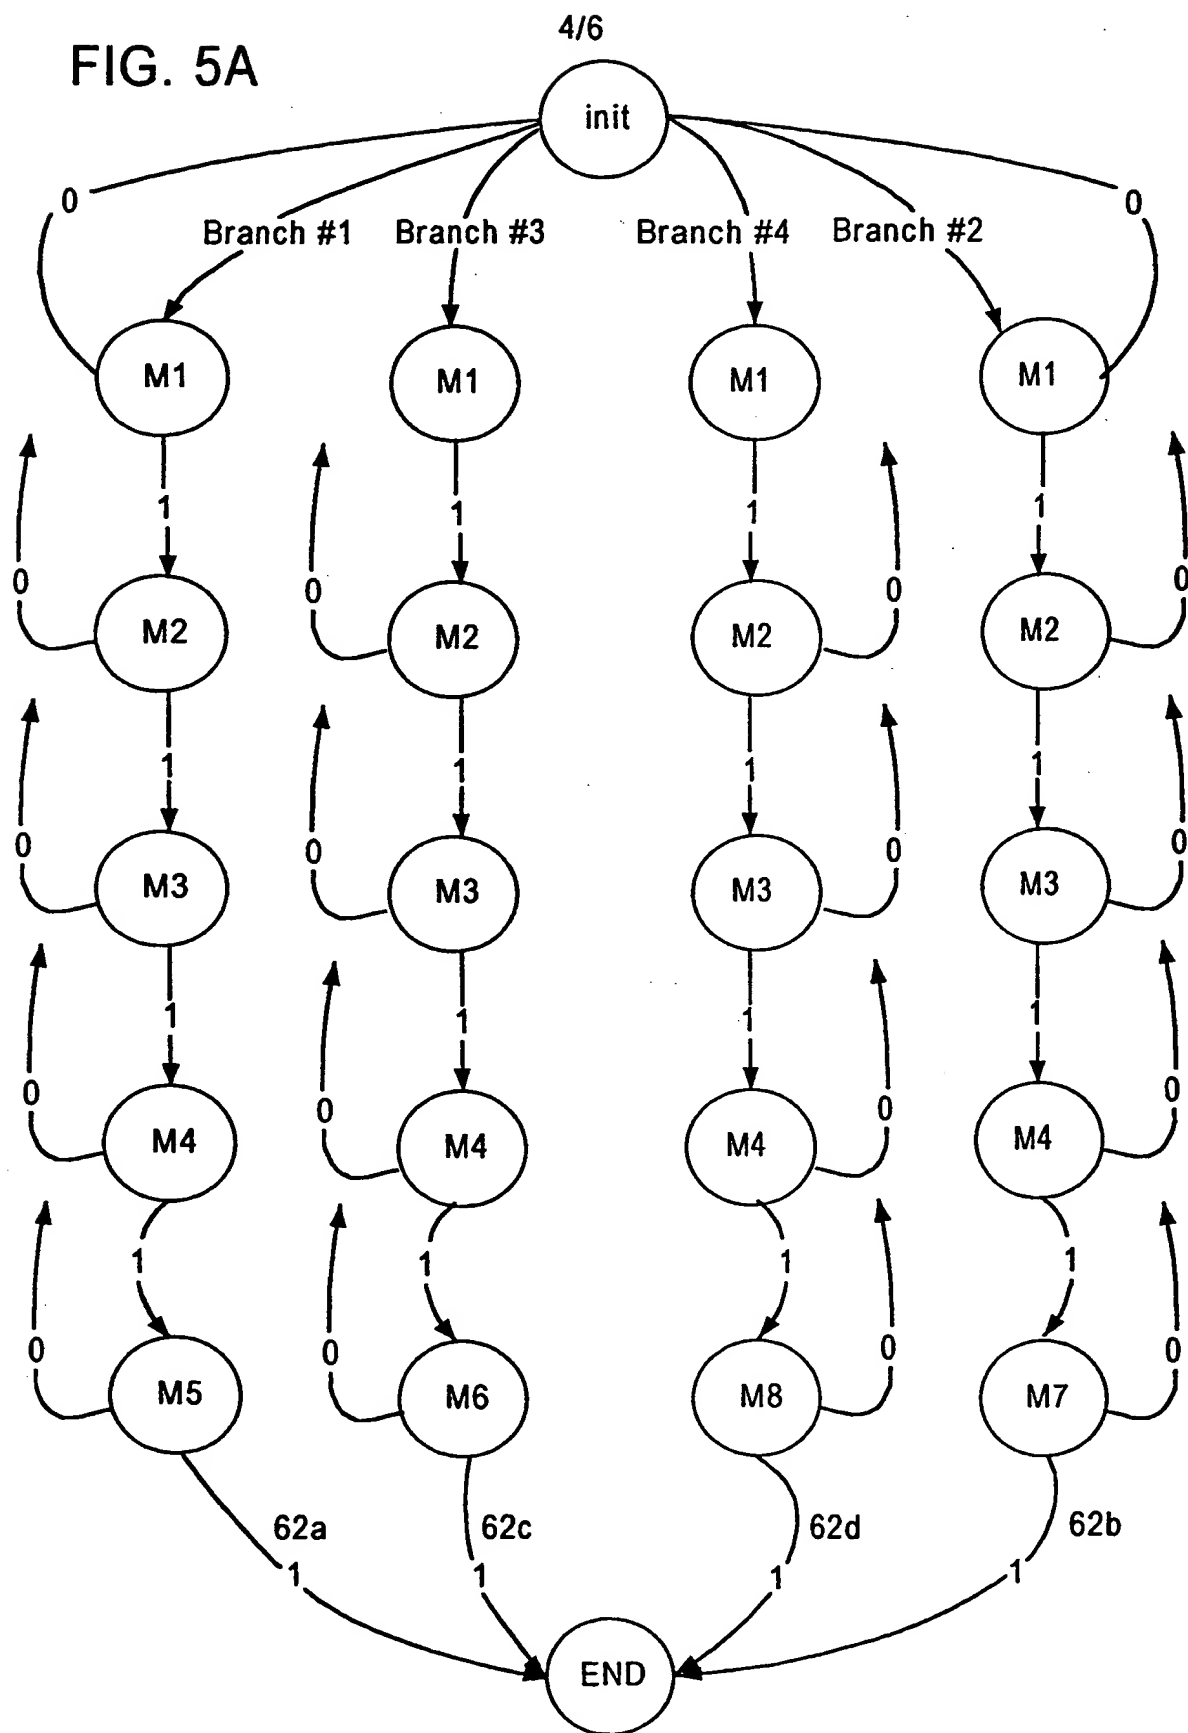 4/6
FIG. 5A
init
0 0
Branch #1 Branch #3 Branch #4 Branch #2
M1 M1 M1 M1
1 1 1 1
0 0 0 0
M2 M2 M2 M2
1 1 1 1
0 0 0 0
M3 M3 M3 M3
1 1 1 1
0 0 0 0
M4 M4 M4 M4
1 1 1 1
0 0 0 0
M5 M6 M8 M7
62a 62c 62d 62b
1 1 1 1
END